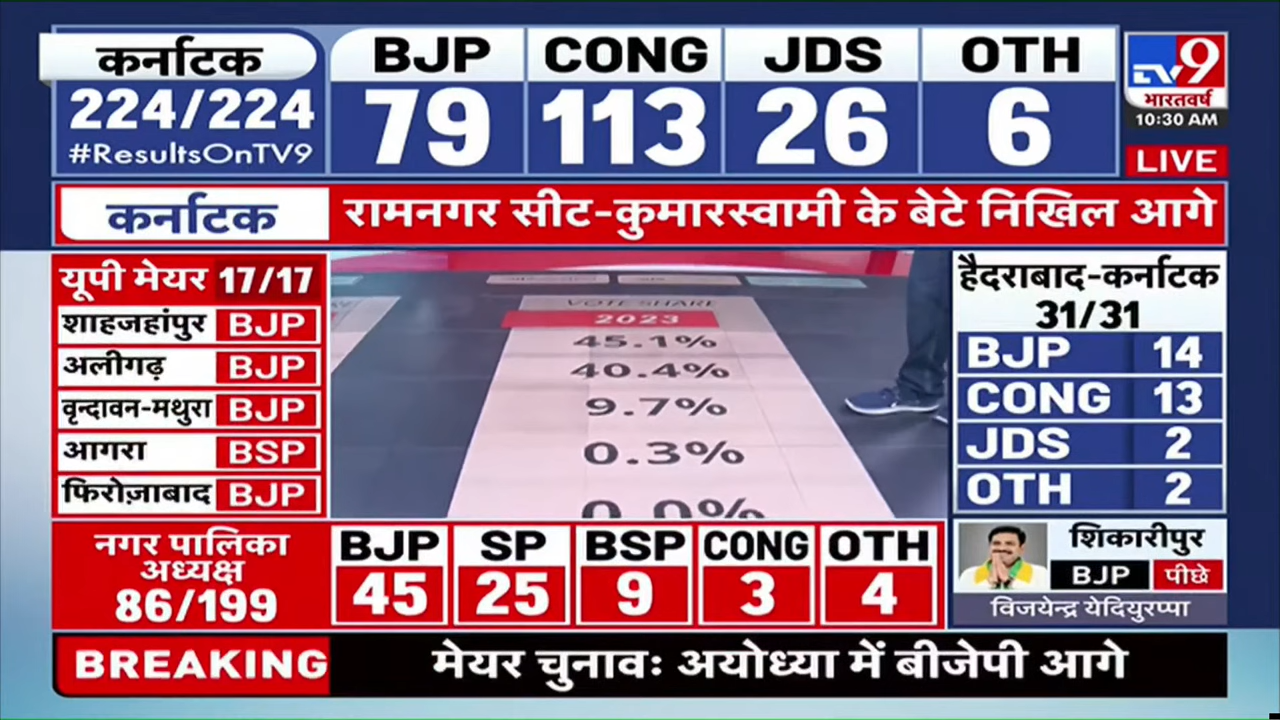 कर्नाटक
224/224
#ResultsOnTV9
BJP CONG JDS OTH
79 113 26 6
TV9
भारतवर्ष
10:30 AM
LIVE
कर्नाटक रामनगर सीट-कुमारस्वामी के बेटे निखिल आगे
यूपी मेयर 17/17
शाहजहांपुर BJP
अलीगढ़ BJP
वृन्दावन-मथुरा BJP
आगरा BSP
फिरोज़ाबाद BJP
VOTE SHARE
2023
45.1%
40.4%
9.7%
0.3%
0.0%
हैदराबाद-कर्नाटक
31/31
BJP 14
CONG 13
JDS 2
OTH 2
शिकारीपुर
BJP पीछे
विजयेन्द्र येदियुरप्पा
नगर पालिका
अध्यक्ष
86/199
BJP SP BSP CONG OTH
45 25 9 3 4
BREAKING मेयर चुनावः अयोध्या में बीजेपी आगे